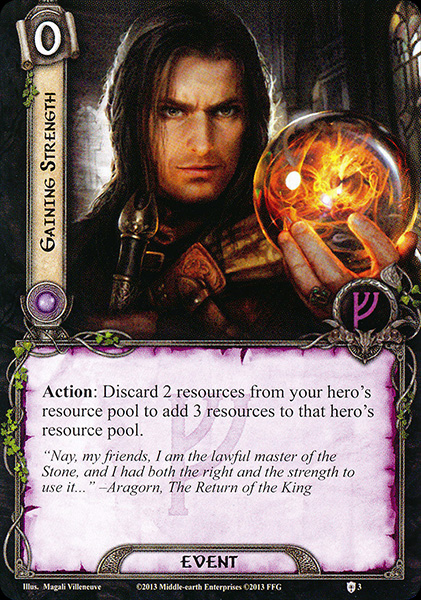 0
GAINING STRENGTH
Action: Discard 2 resources from your hero's
resource pool to add 3 resources to that hero's
resource pool.
“Nay, my friends, I am the lawful master of the
Stone, and I had both the right and the strength to
use it...” –Aragorn, The Return of the King
EVENT
Illus. Magali Villeneuve ©2013 Middle-earth Enterprises ©2013 FFG 3